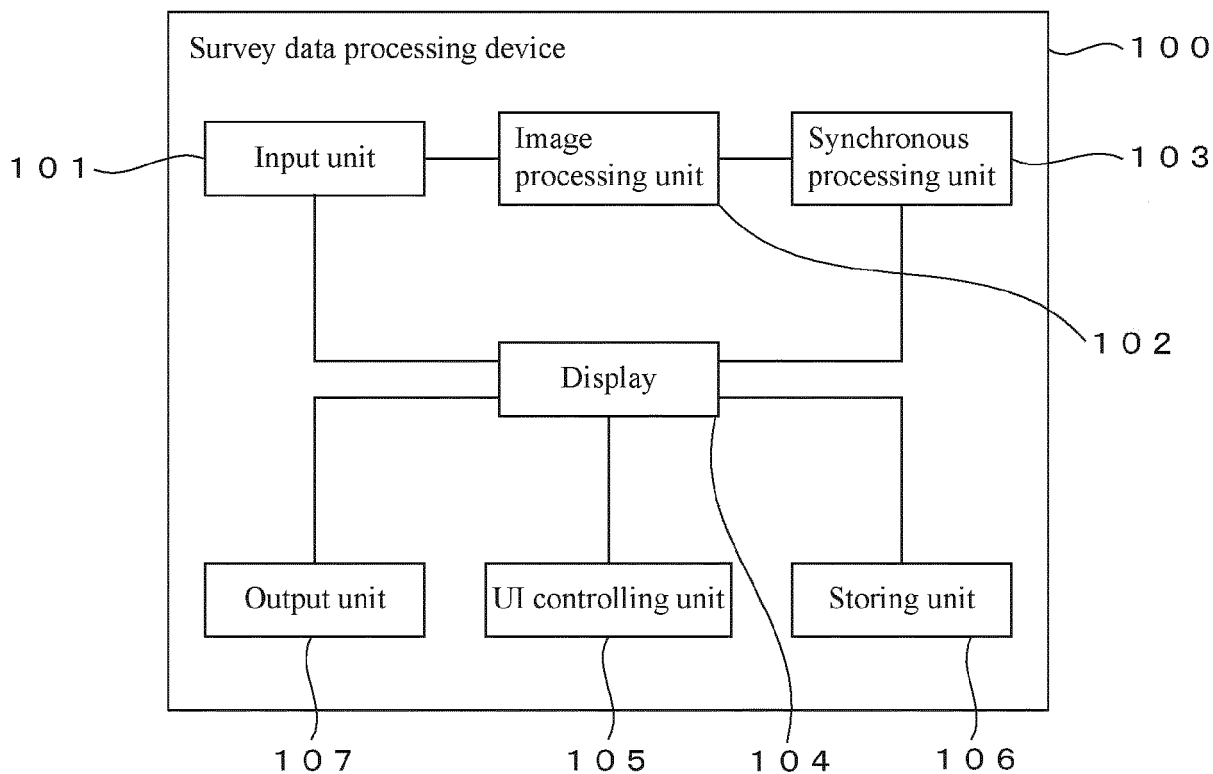 Survey data processing device
１００
Input unit
Image
processing unit
Synchronous
processing unit
１０１
１０３
１０２
Display
Output unit
UI controlling unit
Storing unit
１０７
１０５
１０４
１０６